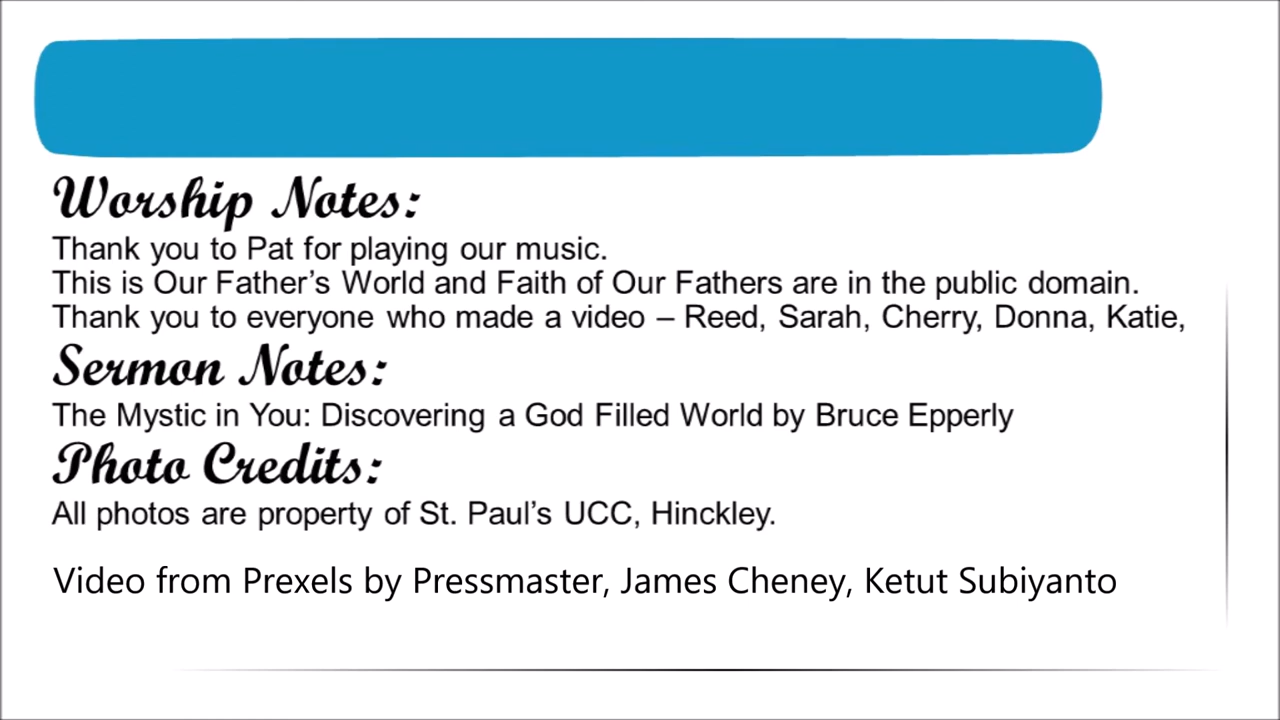 Worship Notes:
Thank you to Pat for playing our music.
This is Our Father’s World and Faith of Our Fathers are in the public domain.
Thank you to everyone who made a video – Reed, Sarah, Cherry, Donna, Katie,
Sermon Notes:
The Mystic in You: Discovering a God Filled World by Bruce Epperly
Photo Credits:
All photos are property of St. Paul’s UCC, Hinckley.
Video from Prexels by Pressmaster, James Cheney, Ketut Subiyanto